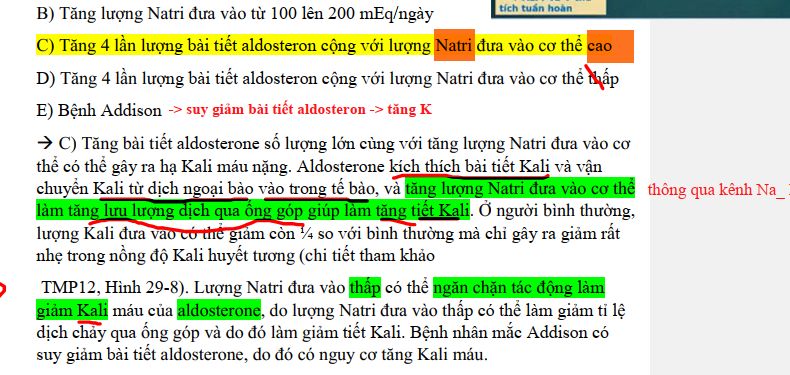 tích tuần hoàn
B) Tăng lượng Natri đưa vào từ 100 lên 200 mEq/ngày
C) Tăng 4 lần lượng bài tiết aldosteron cộng với lượng Natri đưa vào cơ thể cao
D) Tăng 4 lần lượng bài tiết aldosteron cộng với lượng Natri đưa vào cơ thể thấp
E) Bệnh Addison -> suy giảm bài tiết aldosteron -> tăng K
→ C) Tăng bài tiết aldosterone số lượng lớn cùng với tăng lượng Natri đưa vào cơ
thể có thể gây ra hạ Kali máu nặng. Aldosterone kích thích bài tiết Kali và vận
chuyển Kali từ dịch ngoại bào vào trong tế bào, và tăng lượng Natri đưa vào cơ thể thông qua kênh Na_
làm tăng lưu lượng dịch qua ống góp giúp làm tăng tiết Kali. Ở người bình thường,
lượng Kali đưa vào có thể giảm còn ¼ so với bình thường mà chỉ gây ra giảm rất
nhẹ trong nồng độ Kali huyết tương (chi tiết tham khảo
TMP12, Hình 29-8). Lượng Natri đưa vào thấp có thể ngăn chặn tác động làm
giảm Kali máu của aldosterone, do lượng Natri đưa vào thấp có thể làm giảm tỉ lệ
dịch chảy qua ống góp và do đó làm giảm tiết Kali. Bệnh nhân mắc Addison có
suy giảm bài tiết aldosterone, do đó có nguy cơ tăng Kali máu.